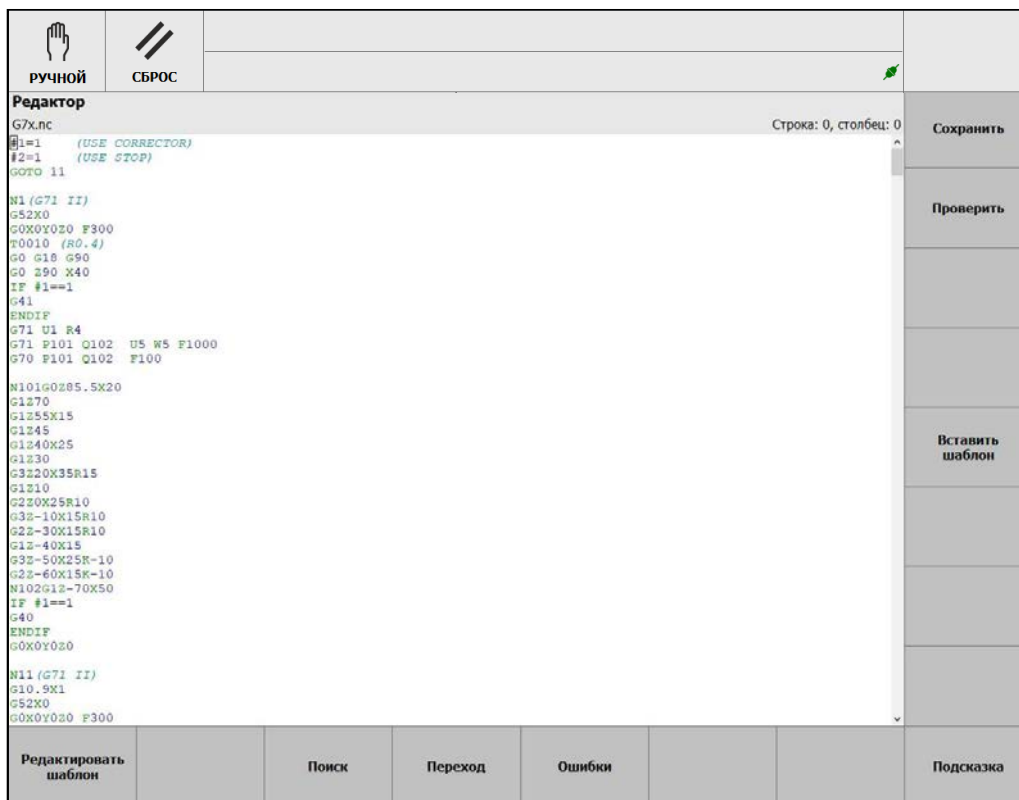 РУЧНОЙ
СБРОС
Редактор
G7x.nc
Строка: 0, столбец: 0
#1=1 (USE CORRECTOR)
#2=1 (USE STOP)
GOTO 11
N1(G71 II)
G52X0
G0X0Y0Z0 F300
T0010 (R0.4)
G0 G18 G90
G0 Z90 X40
IF #1==1
G41
ENDIF
G71 U1 R4
G71 P101 Q102 U5 W5 F1000
G70 P101 Q102 F100
N101G0Z85.5X20
G1Z70
G1Z55X15
G1Z45
G1Z40X25
G1Z30
G3Z20X35R15
G1Z10
G2Z0X25R10
G3Z-10X15R10
G2Z-30X15R10
G1Z-40X15
G3Z-50X25K-10
G2Z-60X15K-10
N102G1Z-70X50
IF #1==1
G40
ENDIF
G0X0Y0Z0
N11(G71 II)
G10.9X1
G52X0
G0X0Y0Z0 F300
Сохранить
Проверить
Вставить
шаблон
Редактировать
шаблон
Поиск
Переход
Ошибки
Подсказка